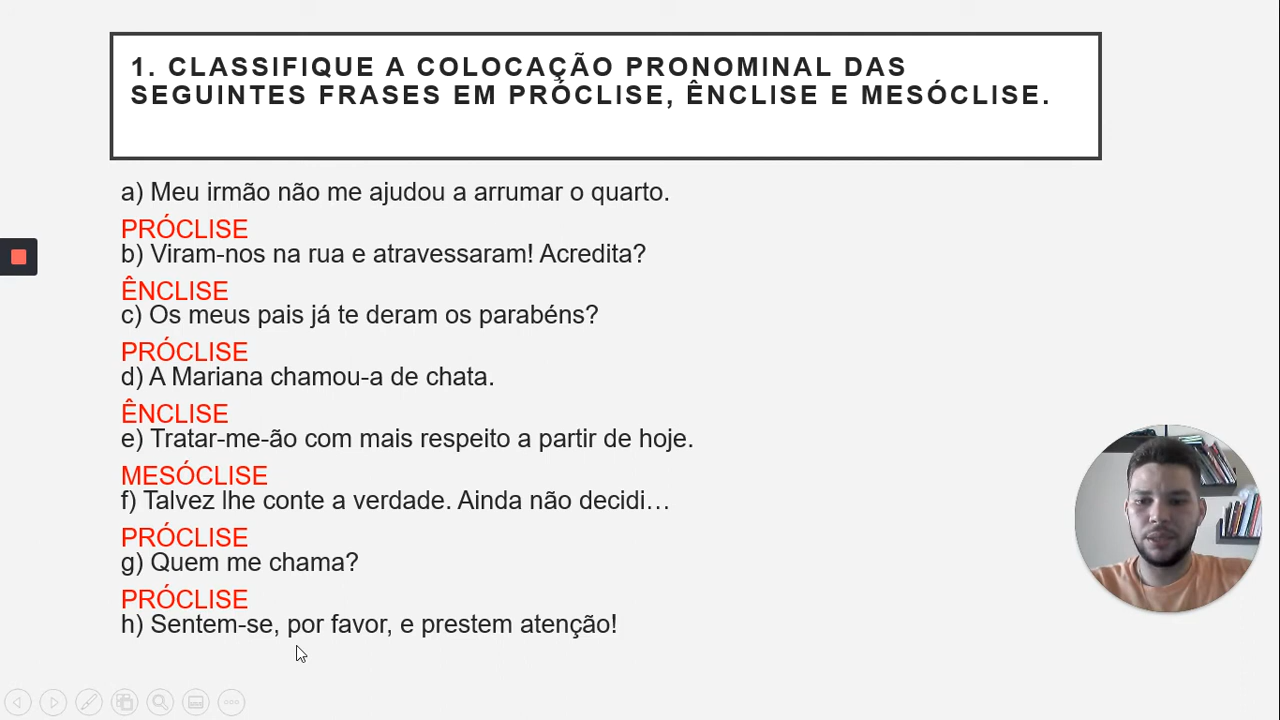 1. CLASSIFIQUE A COLOCAÇÃO PRONOMINAL DAS
SEGUINTES FRASES EM PRÓCLISE, ÊNCLISE E MESÓCLISE.
a) Meu irmão não me ajudou a arrumar o quarto.
PRÓCLISE
b) Viram-nos na rua e atravessaram! Acredita?
ÊNCLISE
c) Os meus pais já te deram os parabéns?
PRÓCLISE
d) A Mariana chamou-a de chata.
ÊNCLISE
e) Tratar-me-ão com mais respeito a partir de hoje.
MESÓCLISE
f) Talvez lhe conte a verdade. Ainda não decidi…
PRÓCLISE
g) Quem me chama?
PRÓCLISE
h) Sentem-se, por favor, e prestem atenção!